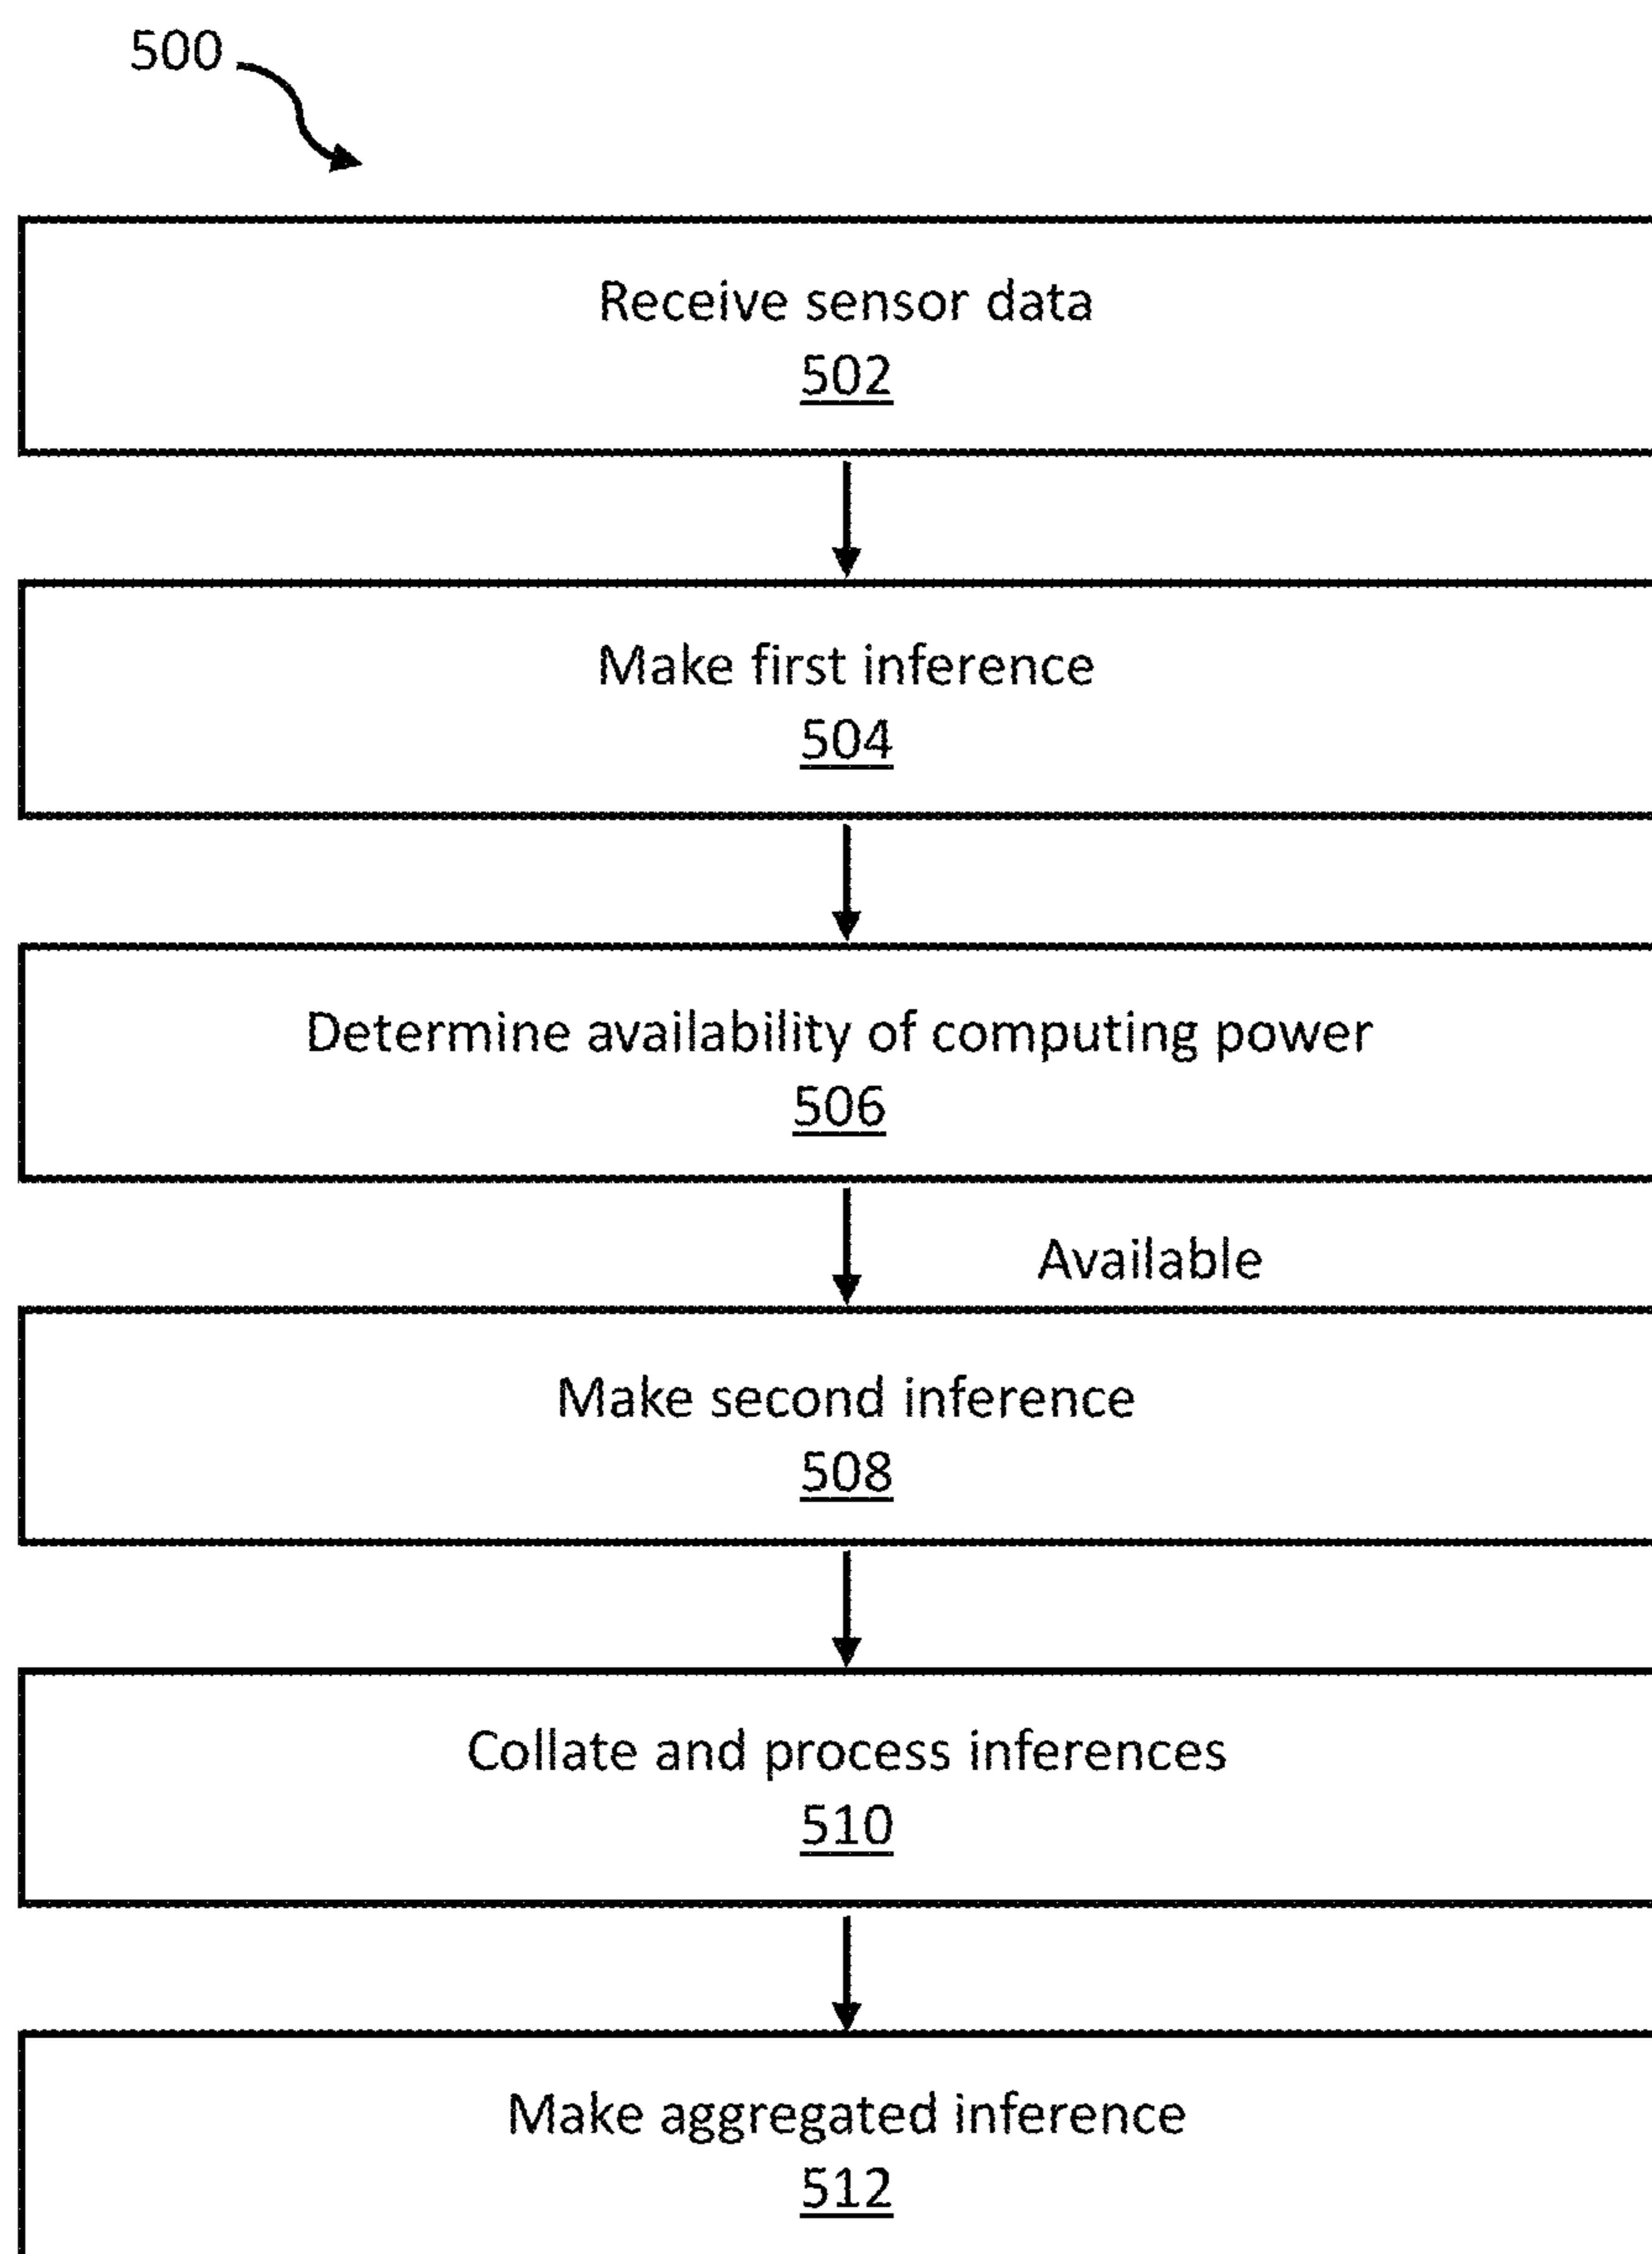 500
Receive sensor data
502
Make first inference
504
Determine availability of computing power
506
Available
Make second inference
508
Collate and process inferences
510
Make aggregated inference
512